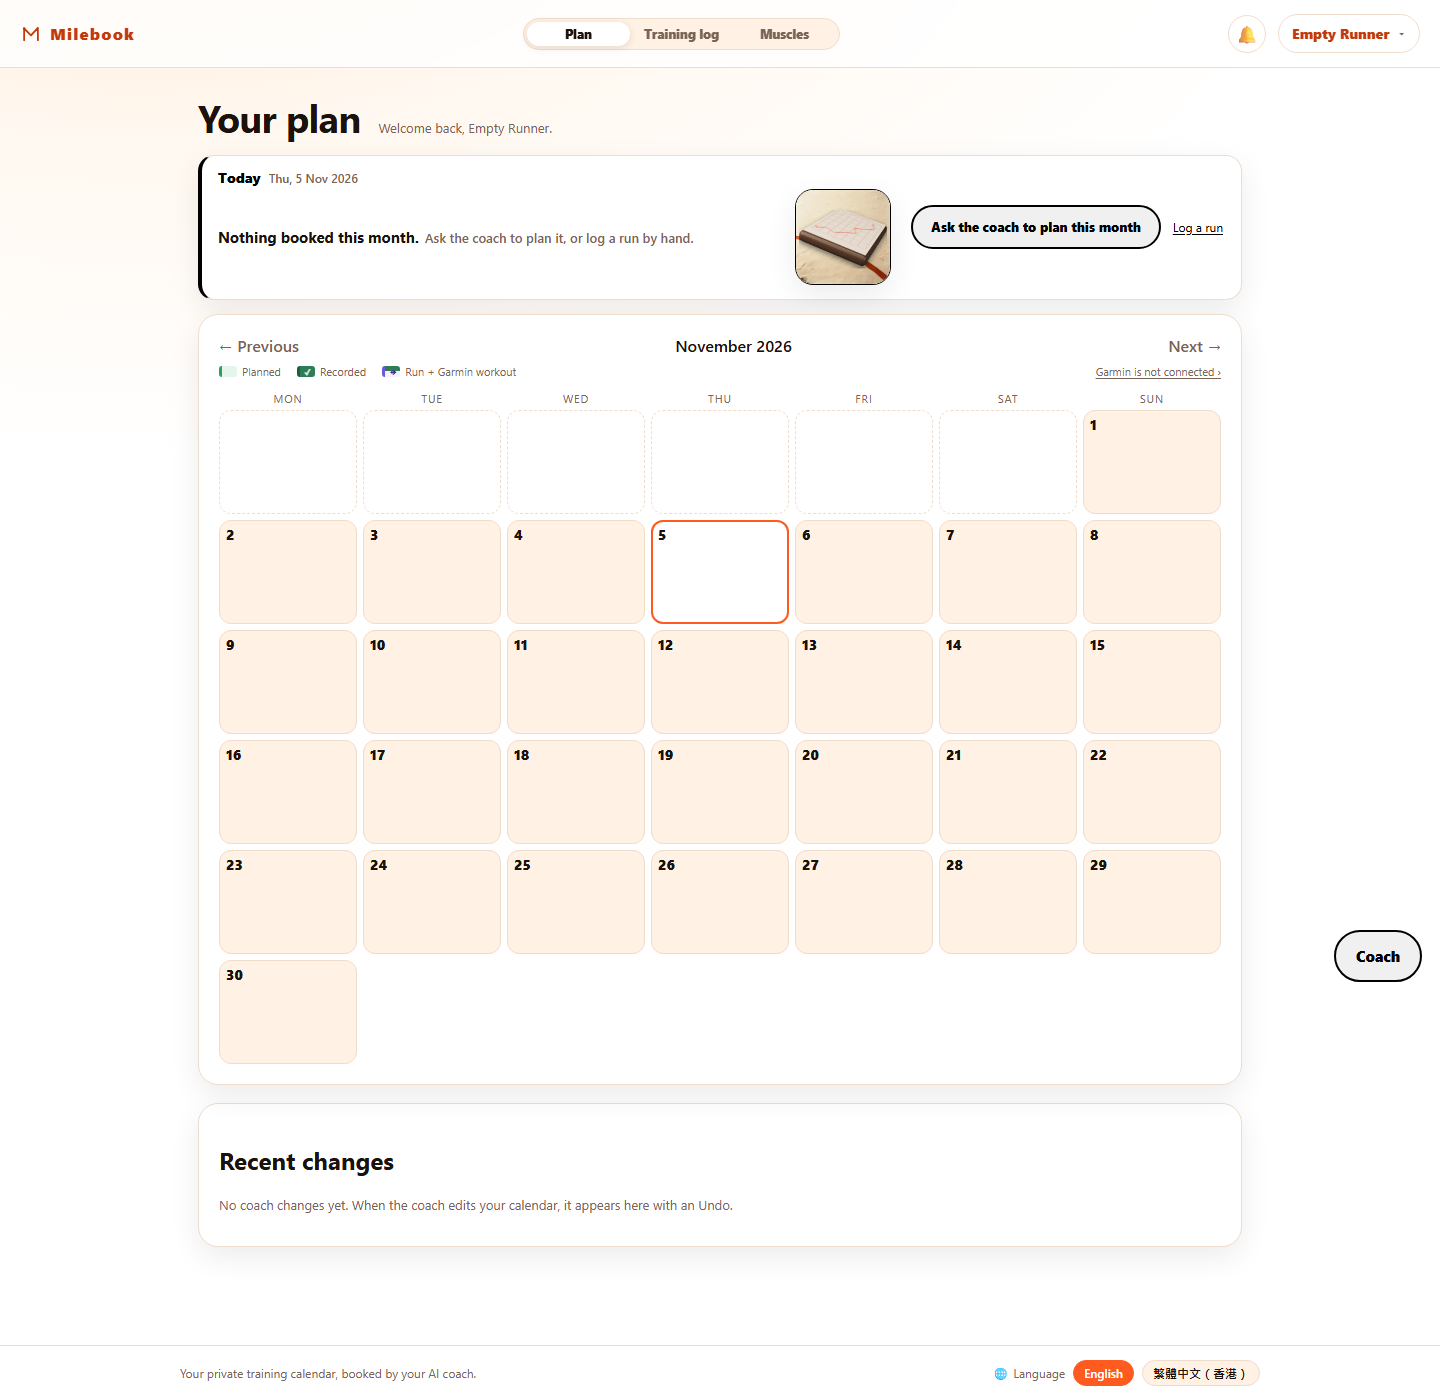 Milebook
Plan
Training log
Muscles
Empty Runner
Your plan
Welcome back, Empty Runner.
Today Thu, 5 Nov 2026
Nothing booked this month. Ask the coach to plan it, or log a run by hand.
Ask the coach to plan this month
Log a run
← Previous
November 2026
Next →
Planned
Recorded
Run + Garmin workout
Garmin is not connected ›
MON TUE WED THU FRI SAT SUN
1
2 3 4 5 6 7 8
9 10 11 12 13 14 15
16 17 18 19 20 21 22
23 24 25 26 27 28 29
30
Coach
Recent changes
No coach changes yet. When the coach edits your calendar, it appears here with an Undo.
Your private training calendar, booked by your AI coach.
Language
English
繁體中文（香港）